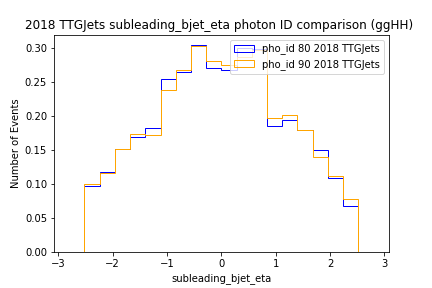 2018 TTGJets subleading_bjet_eta photon ID comparison (ggHH)
pho_id 80 2018 TTGJets
pho_id 90 2018 TTGJets
Number of Events
0.30
0.25
0.20
0.15
0.10
0.05
0.00
−3 −2 −1 0 1 2 3
subleading_bjet_eta